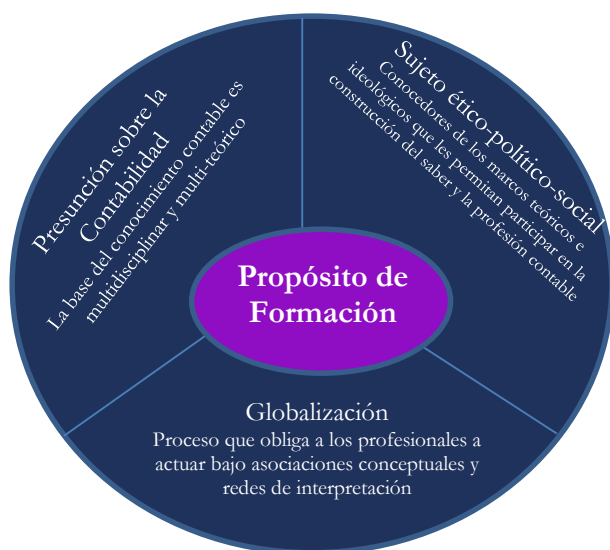 Presunción sobre la
Contabilidad
La base del conocimiento contable es
multidisciplinar y multi-teórico
Sujeto ético-político-social
Conocedores de los marcos teóricos e
ideológicos que les permitan participar en la
construcción del saber y la profesión contable
Propósito de
Formación
Globalización
Proceso que obliga a los profesionales a
actuar bajo asociaciones conceptuales y
redes de interpretación